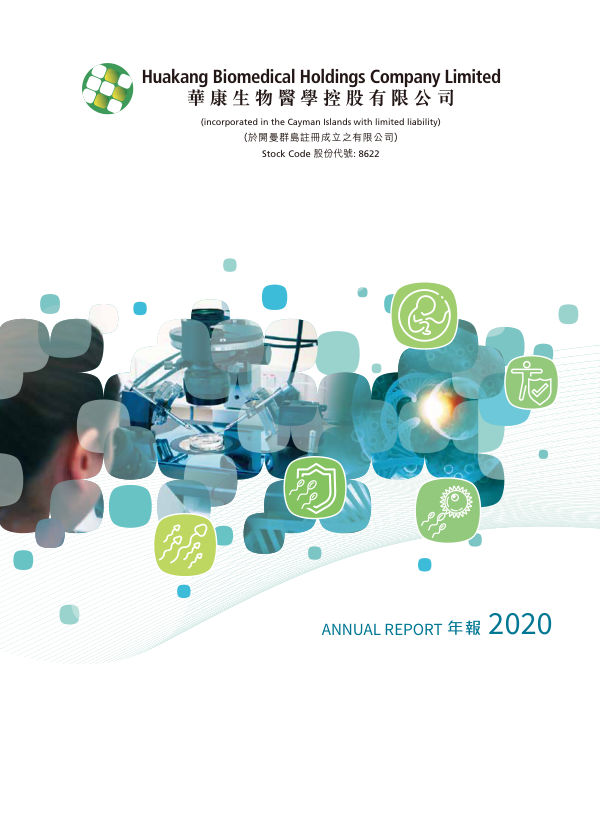 Huakang Biomedical Holdings Company Limited
華康生物醫學控股有限公司
(incorporated in the Cayman Islands with limited liability)
(於開曼群島註冊成立之有限公司)
Stock Code 股份代號: 8622
ANNUAL REPORT 年報 2020